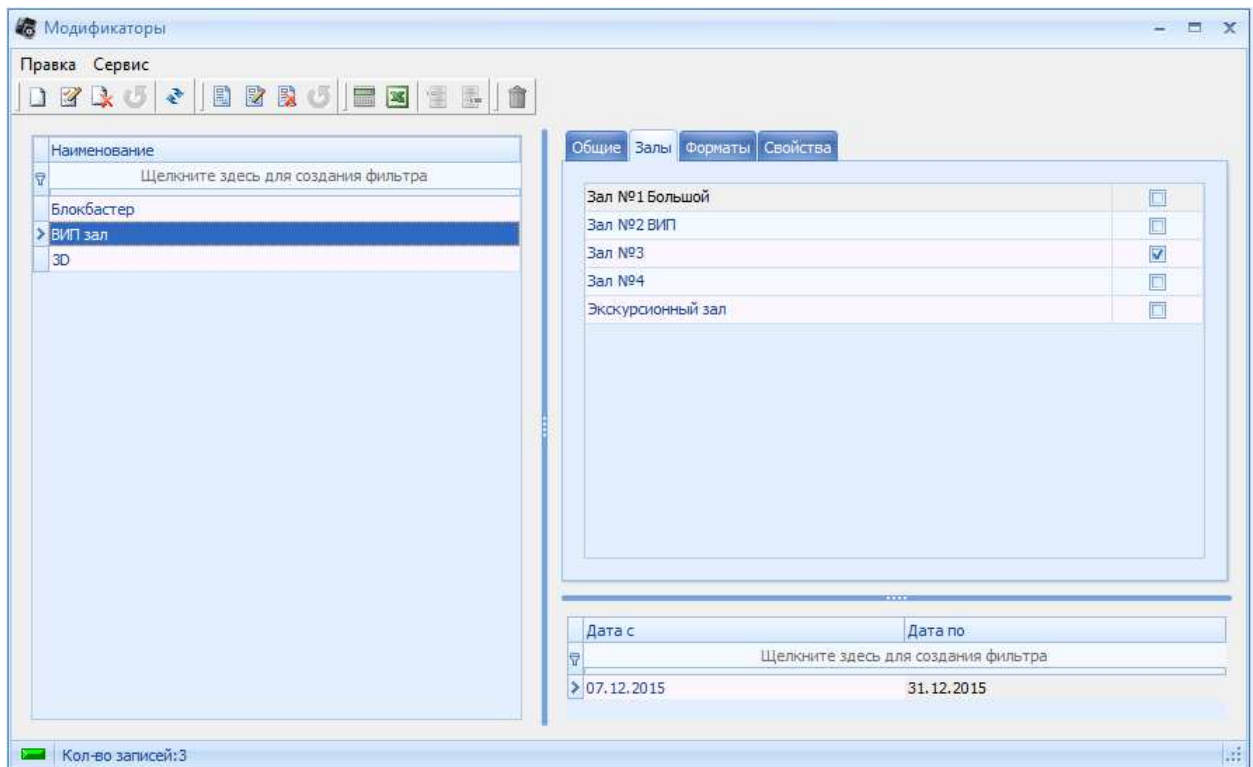 Модификаторы
Правка Сервис
Наименование
Щелкните здесь для создания фильтра
Блокбастер
ВИП зал
3D
Общие Залы Форматы Свойства
Зал №1 Большой
Зал №2 ВИП
Зал №3
Зал №4
Экскурсионный зал
Дата с Дата по
Щелкните здесь для создания фильтра
07.12.2015 31.12.2015
Кол-во записей:3